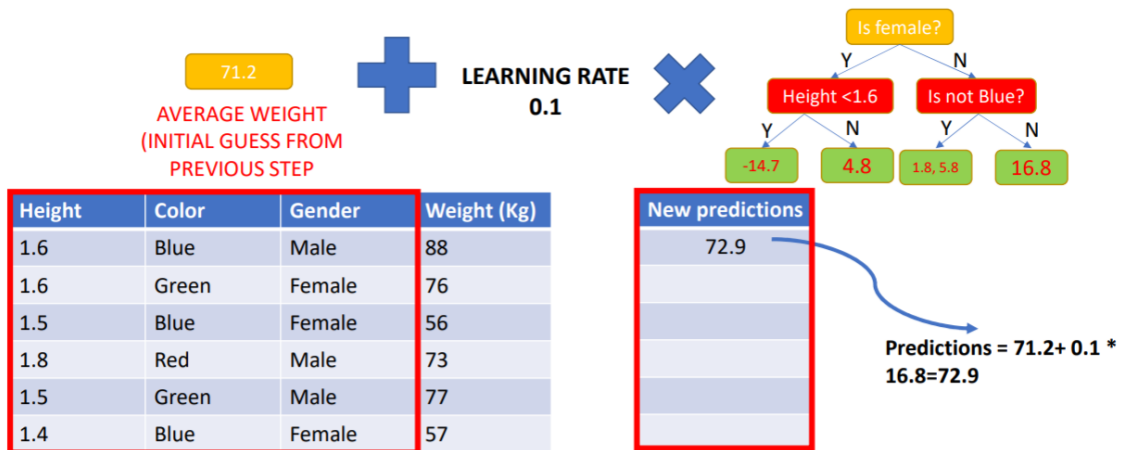 Is female?
71.2
LEARNING RATE
0.1
Y
N
Height <1.6
Is not Blue?
AVERAGE WEIGHT
(INITIAL GUESS FROM
PREVIOUS STEP
Y
N
Y
N
-14.7
4.8
1.8, 5.8
16.8
Height Color Gender Weight (Kg)
1.6 Blue Male 88
1.6 Green Female 76
1.5 Blue Female 56
1.8 Red Male 73
1.5 Green Male 77
1.4 Blue Female 57
New predictions
72.9
Predictions = 71.2+ 0.1 *
16.8=72.9